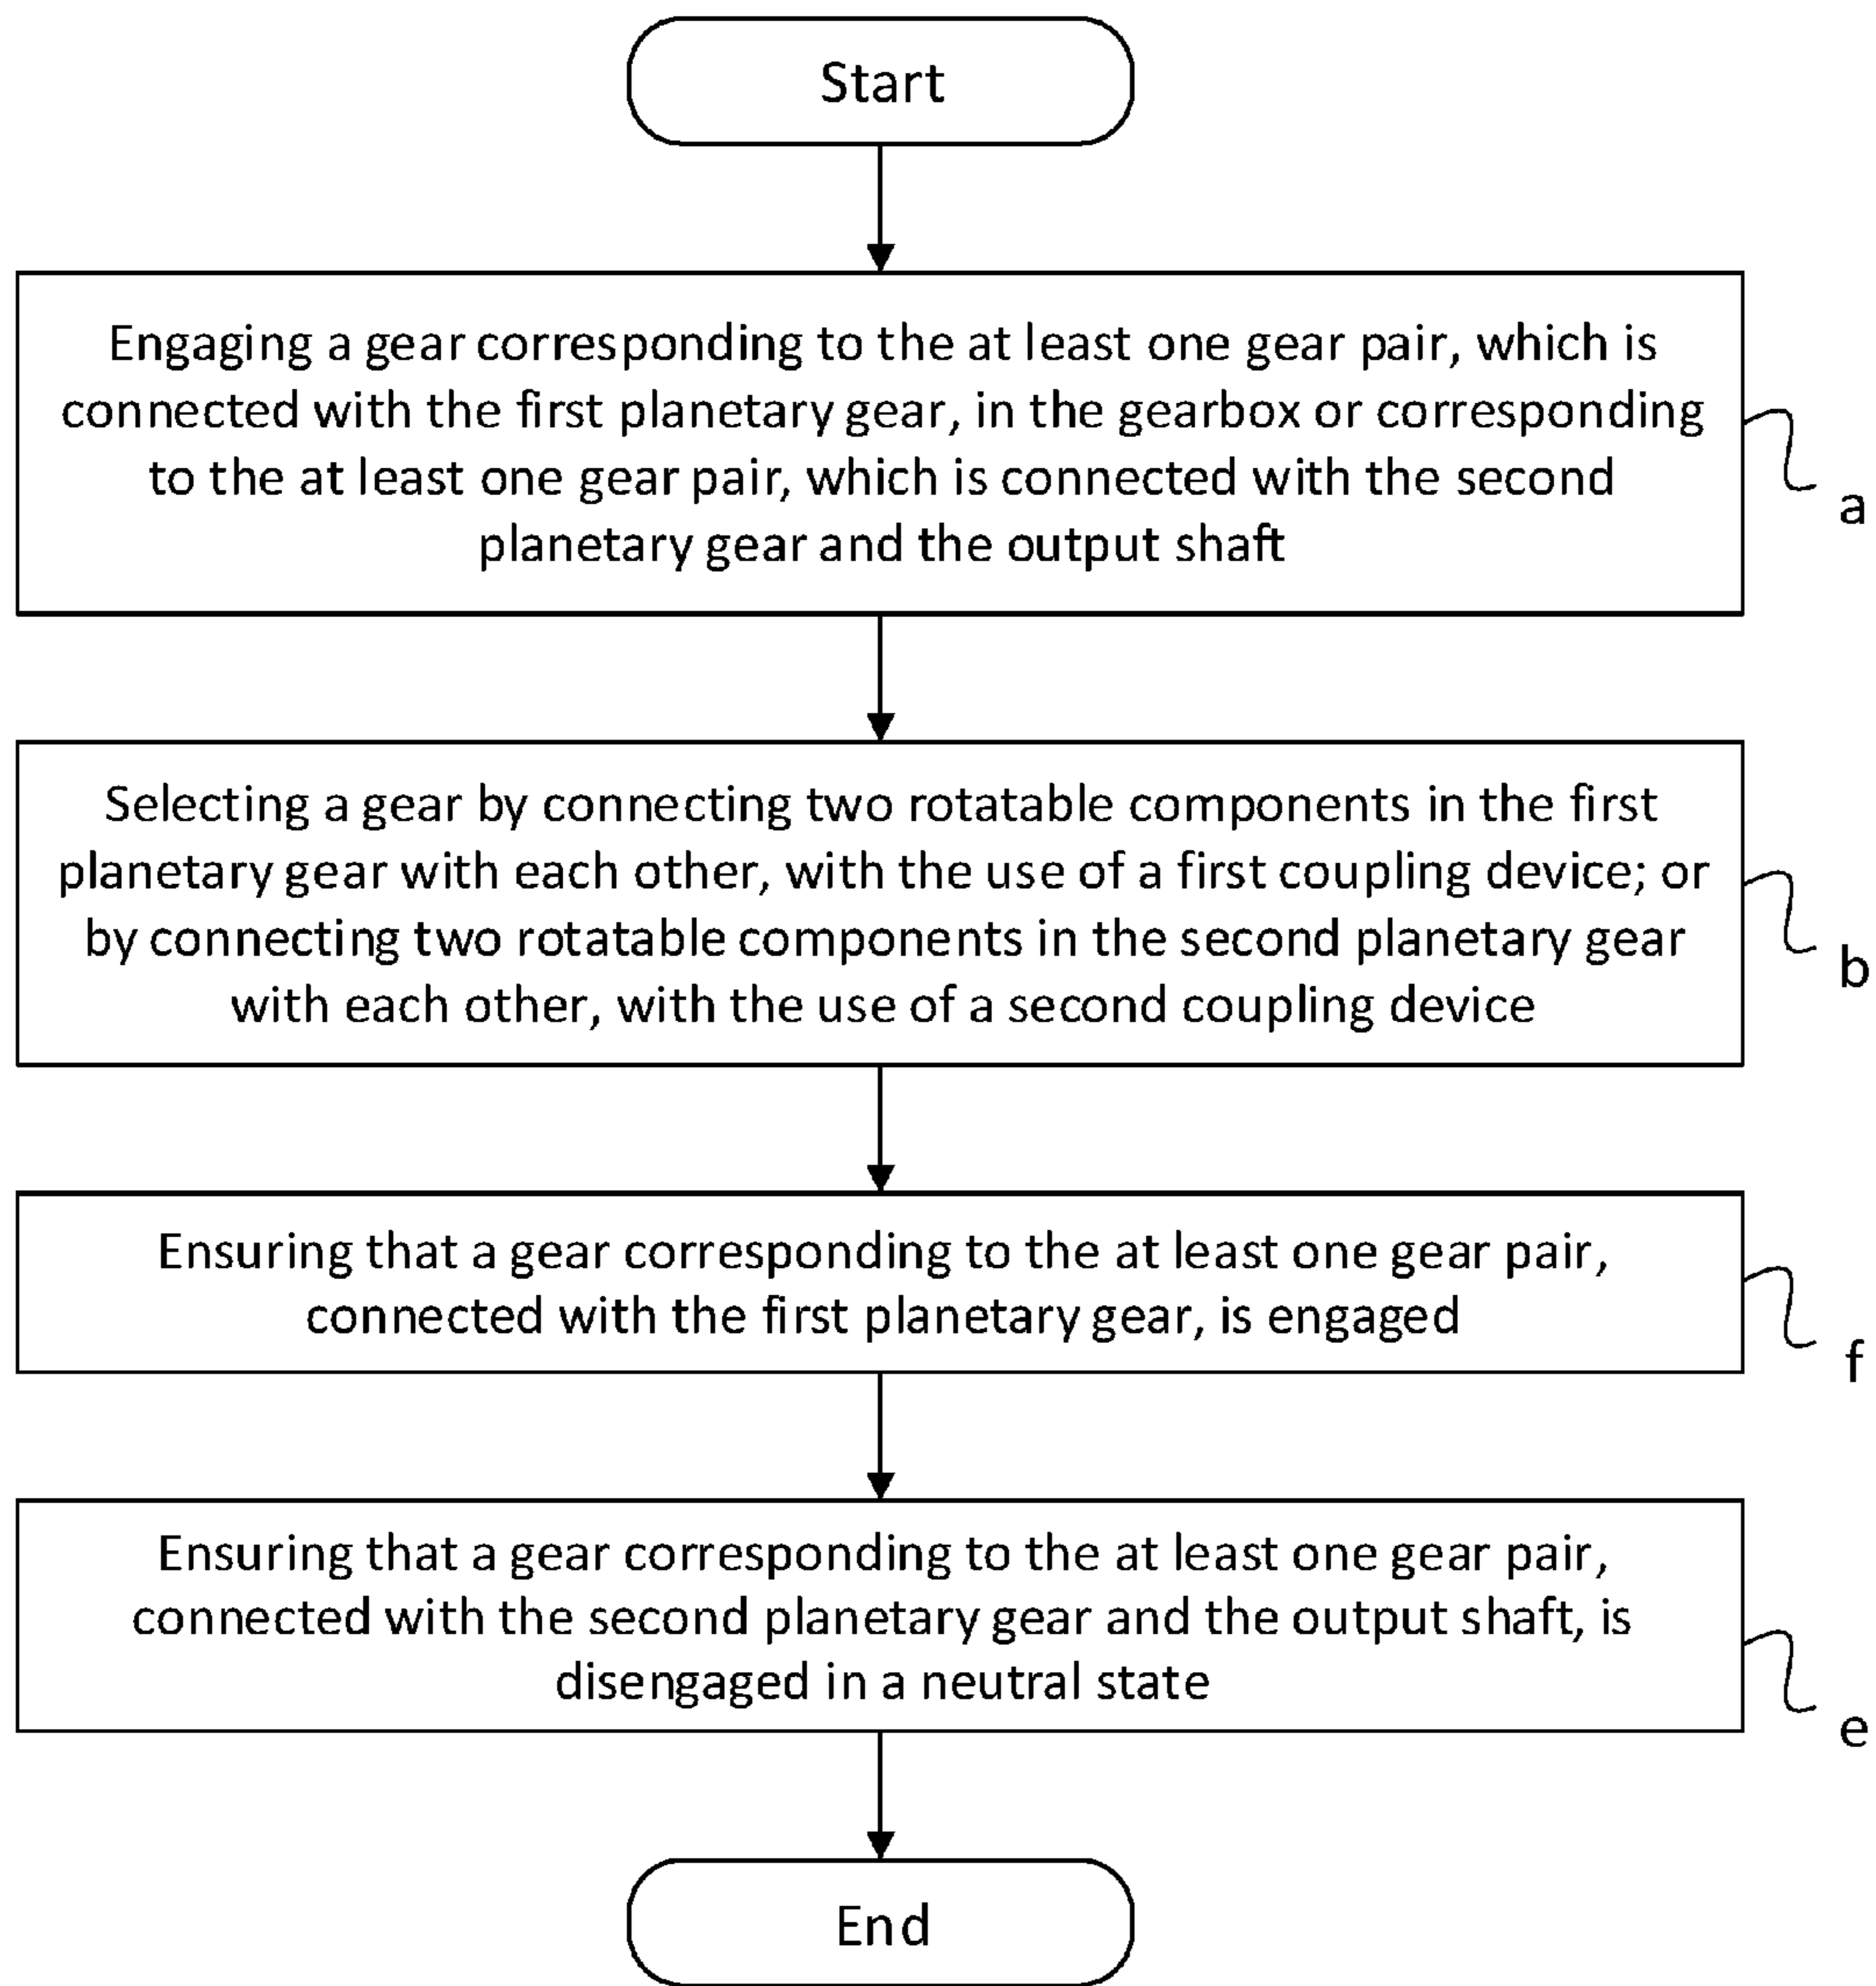 Start
Engaging a gear corresponding to the at least one gear pair, which is
connected with the first planetary gear, in the gearbox or corresponding
to the at least one gear pair, which is connected with the second
planetary gear and the output shaft
a
Selecting a gear by connecting two rotatable components in the first
planetary gear with each other, with the use of a first coupling device; or
by connecting two rotatable components in the second planetary gear
with each other, with the use of a second coupling device
b
Ensuring that a gear corresponding to the at least one gear pair,
connected with the first planetary gear, is engaged
f
Ensuring that a gear corresponding to the at least one gear pair,
connected with the second planetary gear and the output shaft, is
disengaged in a neutral state
e
End